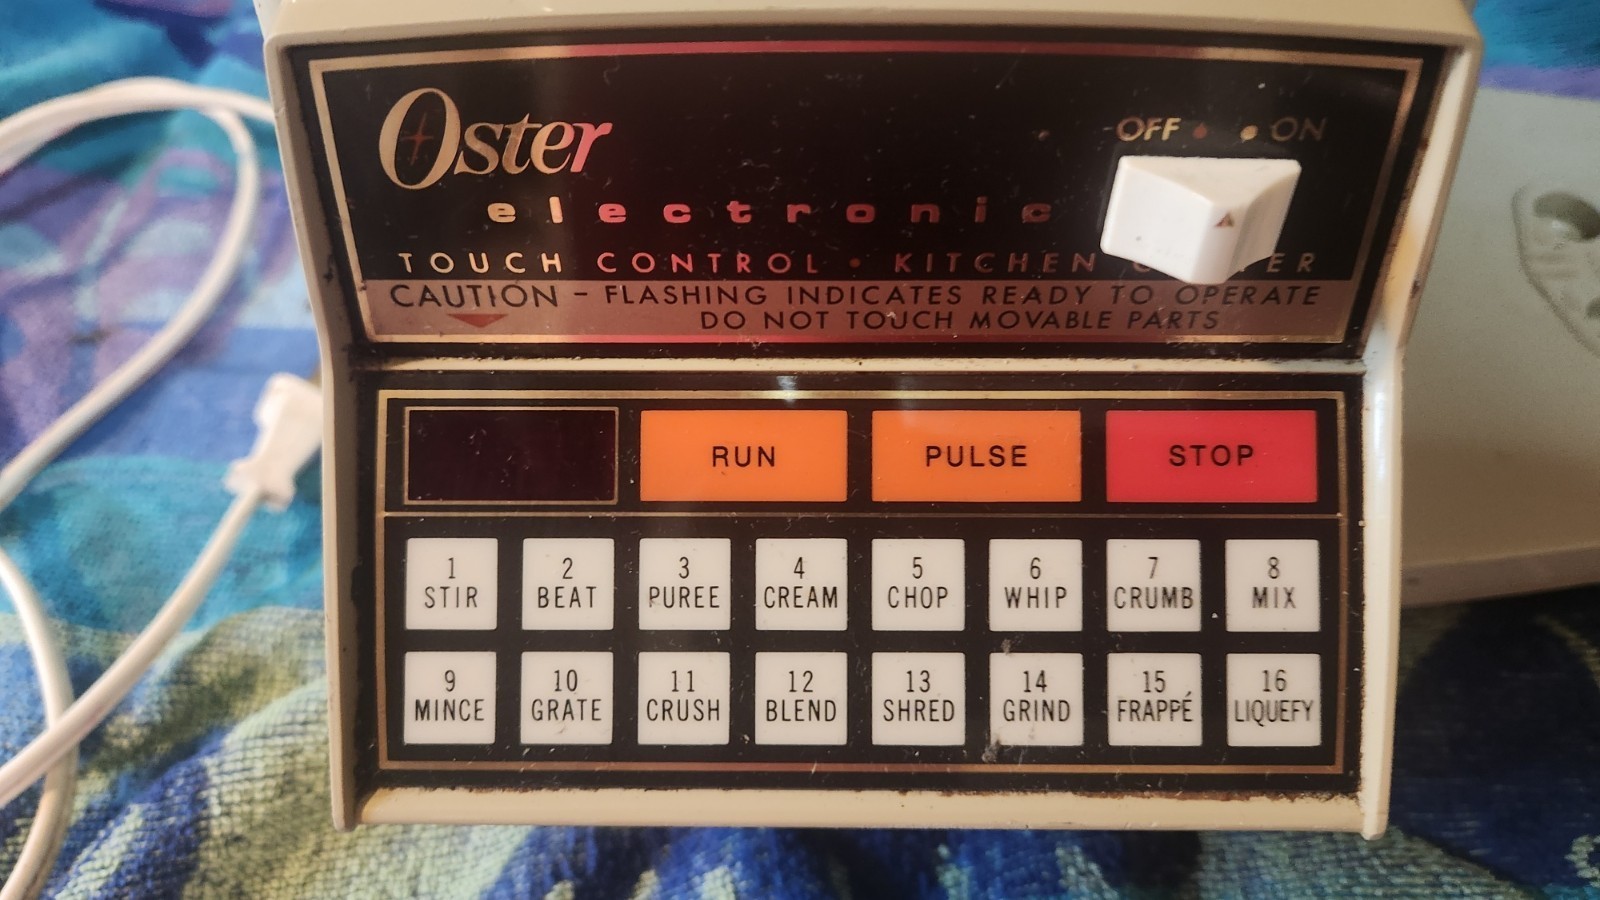 Oster
OFF ON
electronic
TOUCH CONTROL • KITCHEN
CAUTION - FLASHING INDICATES READY TO OPERATE
DO NOT TOUCH MOVABLE PARTS
RUN PULSE STOP
1 2 3 4 5 6 7 8
STIR BEAT PUREE CREAM CHOP WHIP CRUMB MIX
9 10 11 12 13 14 15 16
MINCE GRATE CRUSH BLEND SHRED GRIND FRAPPÉ LIQUEFY